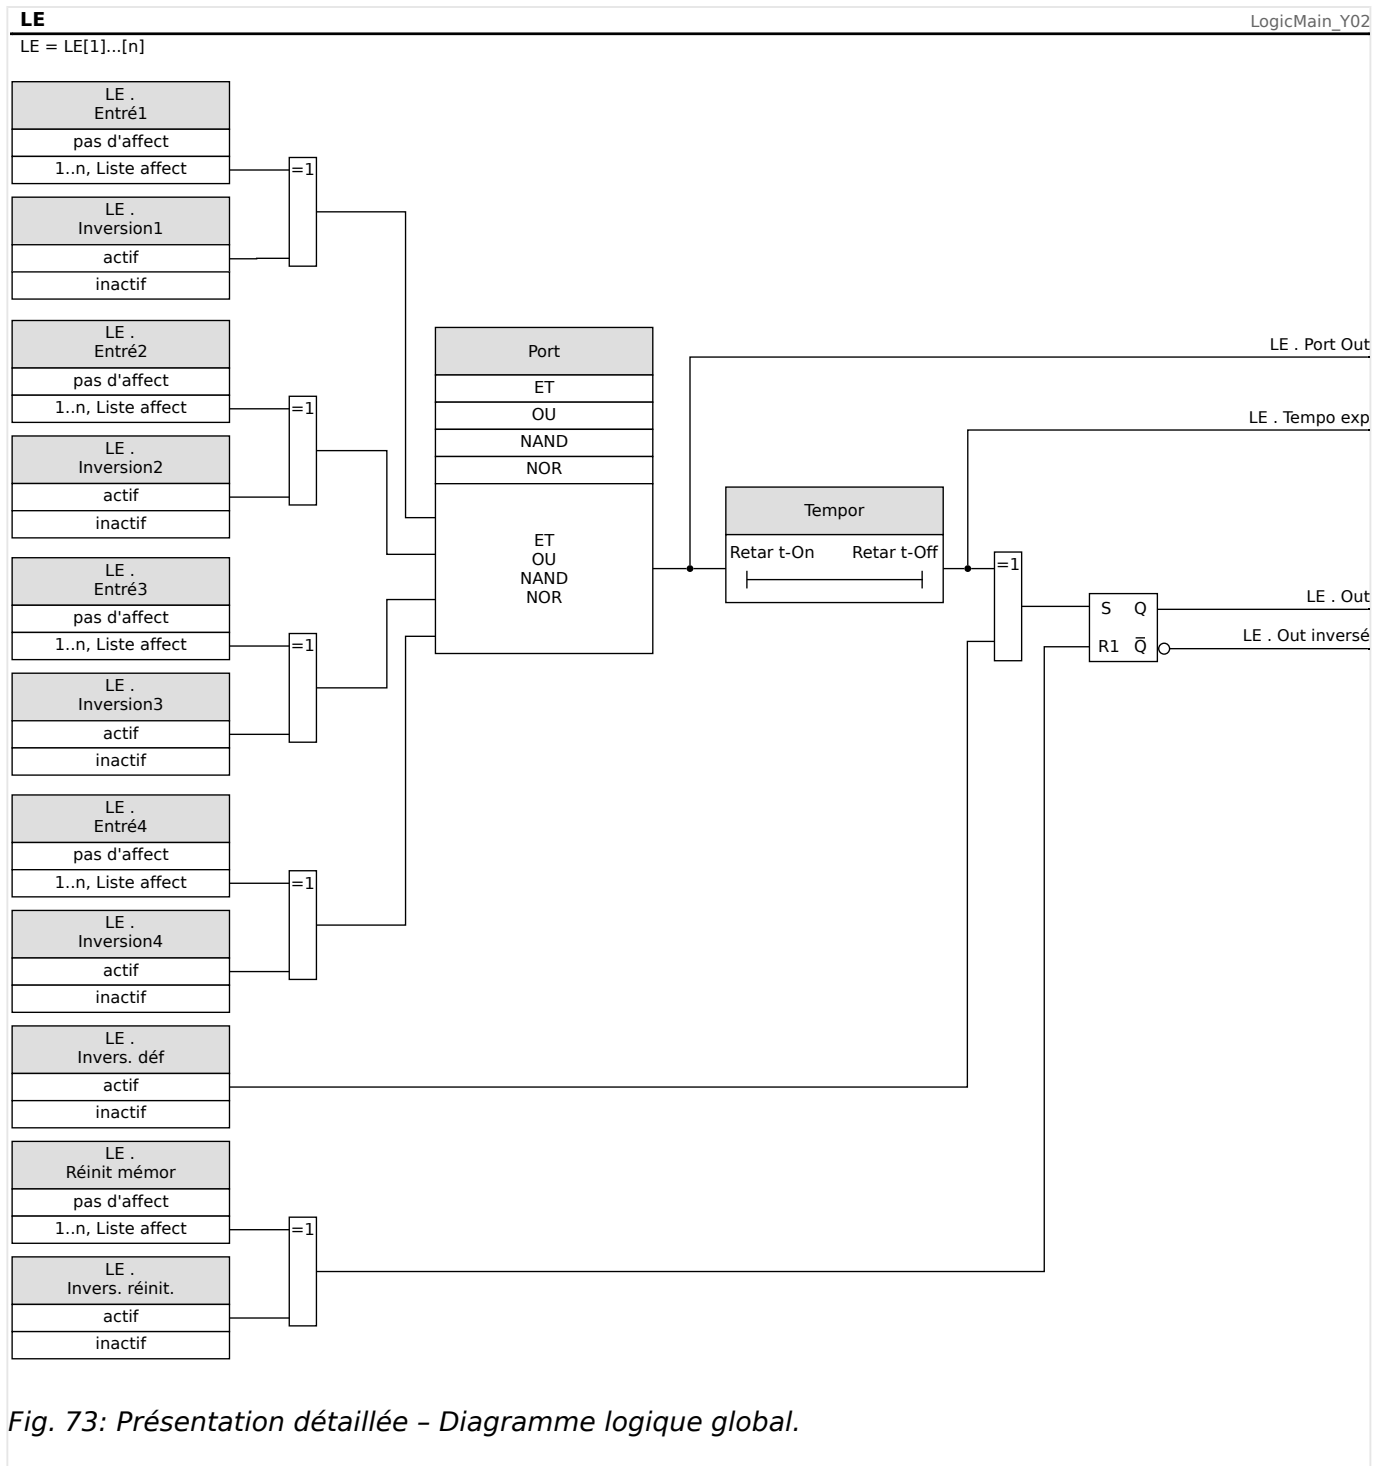 LE
LogicMain_Y02
LE = LE[1]...[n]
LE .
Entré1
pas d'affect
1..n, Liste affect
=1
LE .
Inversion1
actif
inactif
LE .
Entré2
pas d'affect
1..n, Liste affect
=1
LE .
Inversion2
actif
inactif
LE .
Entré3
pas d'affect
1..n, Liste affect
=1
LE .
Inversion3
actif
inactif
LE .
Entré4
pas d'affect
1..n, Liste affect
=1
LE .
Inversion4
actif
inactif
LE .
Invers. déf
actif
inactif
LE .
Réinit mémor
pas d'affect
1..n, Liste affect
=1
LE .
Invers. réinit.
actif
inactif
Port
ET
OU
NAND
NOR
ET
OU
NAND
NOR
Tempor
Retar t-On Retar t-Off
=1
S Q
R1 Q̅
LE . Port Out
LE . Tempo exp
LE . Out
LE . Out inversé
Fig. 73: Présentation détaillée – Diagramme logique global.